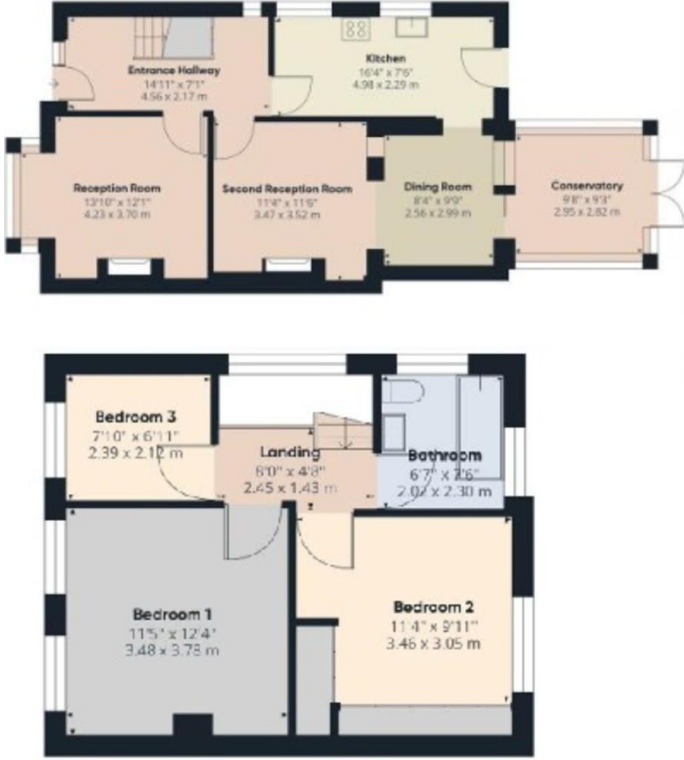 Entrance Hallway
14'11" x 7'1"
4.56 x 2.17 m
Kitchen
16'4" x 7'6"
4.98 x 2.29 m
Reception Room
13'10" x 12'1"
4.23 x 3.70 m
Second Reception Room
11'4" x 11'6"
3.47 x 3.52 m
Dining Room
8'4" x 9'9"
2.56 x 2.99 m
Conservatory
9'8" x 9'3"
2.95 x 2.82 m
Bedroom 3
7'10" x 6'11"
2.39 x 2.12 m
Landing
8'0" x 4'8"
2.45 x 1.43 m
Bathroom
6'7" x 7'6"
2.02 x 2.30 m
Bedroom 1
11'5" x 12'4"
3.48 x 3.78 m
Bedroom 2
11'4" x 9'11"
3.46 x 3.05 m